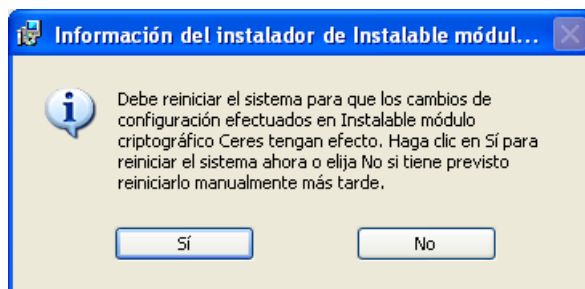 Información del instalador de Instalable módul...
Debe reiniciar el sistema para que los cambios de
configuración efectuados en Instalable módulo
criptográfico Ceres tengan efecto. Haga clic en Sí para
reiniciar el sistema ahora o elija No si tiene previsto
reiniciarlo manualmente más tarde.
Sí
No